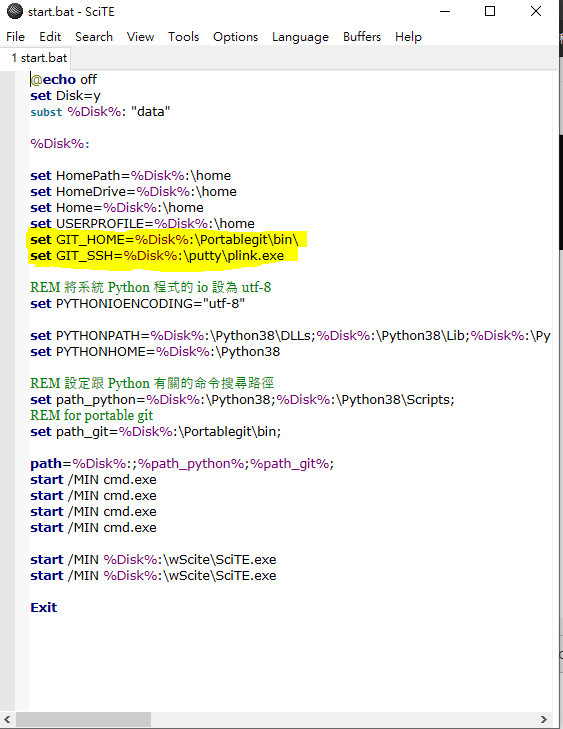 start.bat - SciTE
File Edit Search View Tools Options Language Buffers Help
1 start.bat
@echo off
set Disk=y
subst %Disk%: "data"
%Disk%:
set HomePath=%Disk%:\home
set HomeDrive=%Disk%:\home
set Home=%Disk%:\home
set USERPROFILE=%Disk%:\home
set GIT_HOME=%Disk%:\Portablegit\bin\
set GIT_SSH=%Disk%:\putty\plink.exe
REM 將系統 Python 程式的 io 設為 utf-8
set PYTHONIOENCODING="utf-8"
set PYTHONPATH=%Disk%:\Python38\DLLs;%Disk%:\Python38\Lib;%Disk%:\Py
set PYTHONHOME=%Disk%:\Python38
REM 設定跟 Python 有關的命令搜尋路徑
set path_python=%Disk%:\Python38;%Disk%:\Python38\Scripts;
REM for portable git
set path_git=%Disk%:\Portablegit\bin;
path=%Disk%:;%path_python%;%path_git%;
start /MIN cmd.exe
start /MIN cmd.exe
start /MIN cmd.exe
start /MIN cmd.exe
start /MIN %Disk%:\wScite\SciTE.exe
start /MIN %Disk%:\wScite\SciTE.exe
Exit